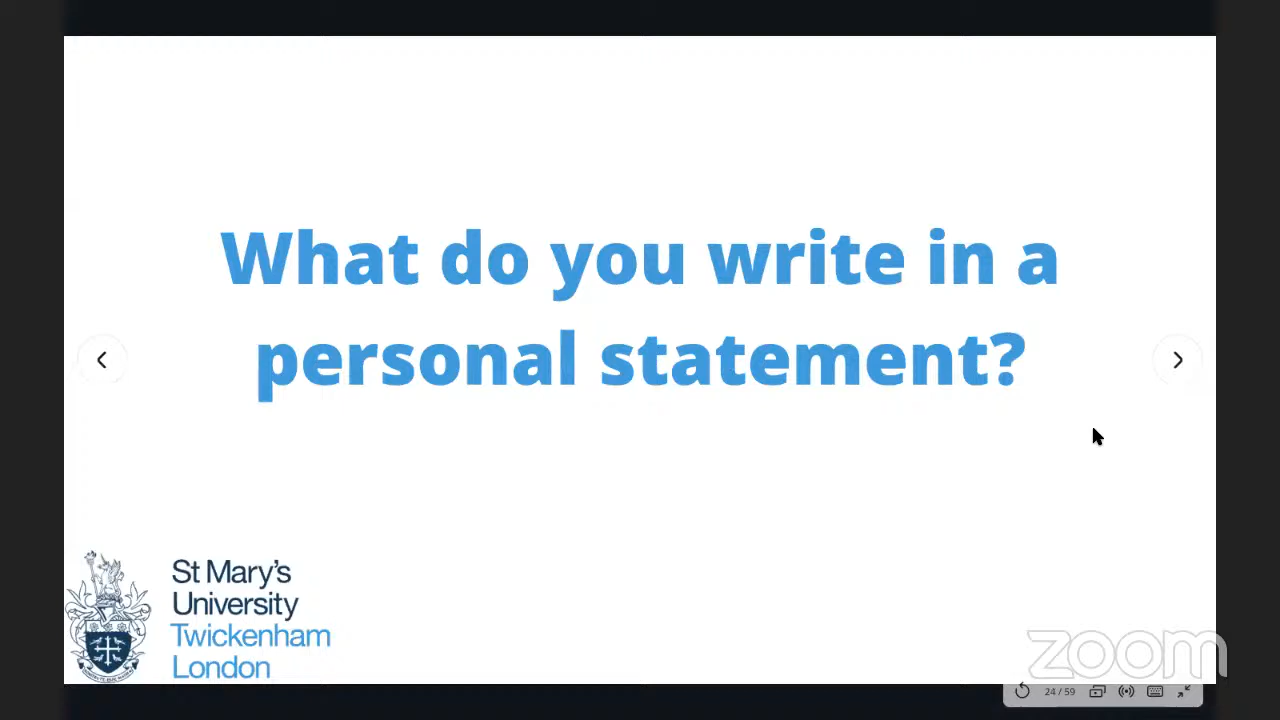 What do you write in a
personal statement?
St Mary's
University
Twickenham
London
zoom
24 / 59